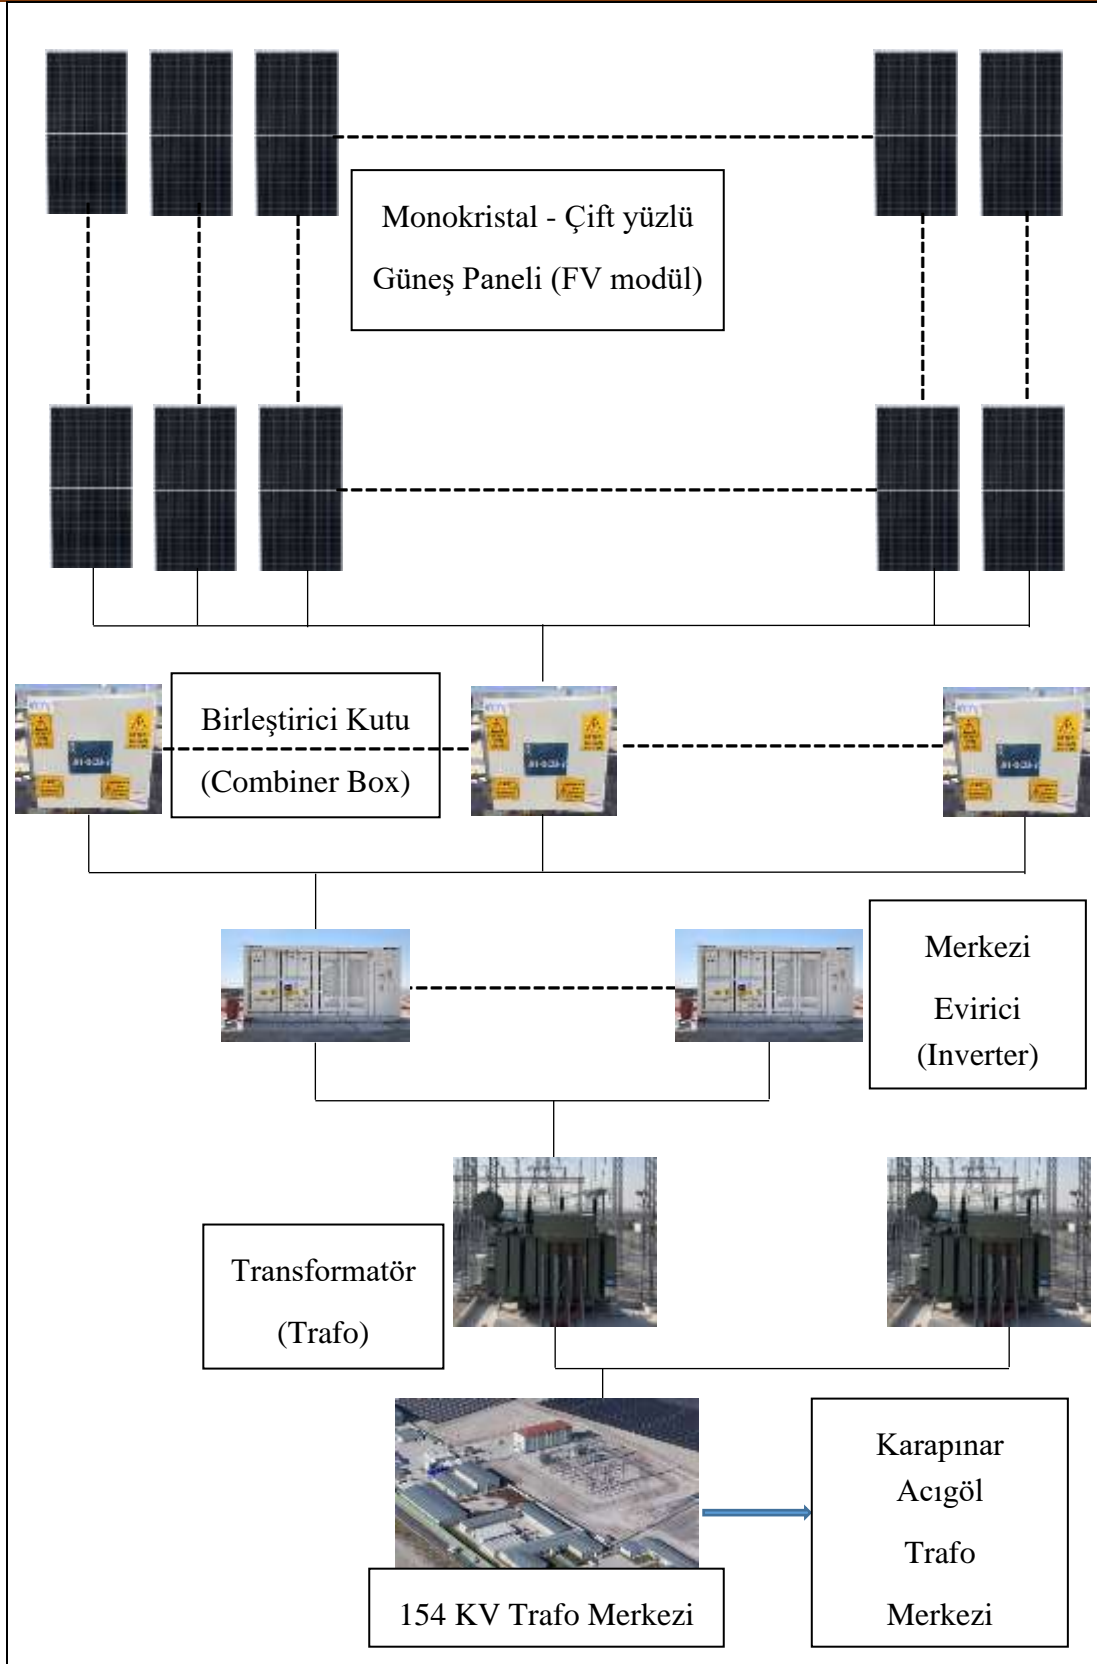 Monokristal - Çift yüzlü
Güneş Paneli (FV modül)
Birleştirici Kutu
(Combiner Box)
Merkezi
Evirici
(Inverter)
Transformatör
(Trafo)
154 KV Trafo Merkezi
Karapınar
Acıgöl
Trafo
Merkezi